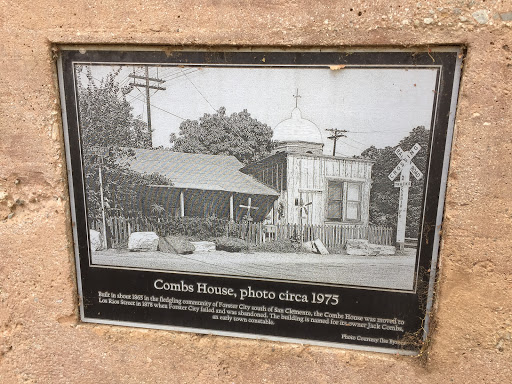 Combs House, photo circa 1975
Built in about 1865 in the fledgling community of Forster City south of San Clemente, the Combs House was moved to
Los Rios Street in 1878 when Forster City failed and was abandoned. The building is named for its owner Jack Combs,
an early town constable.
Photo Courtesy